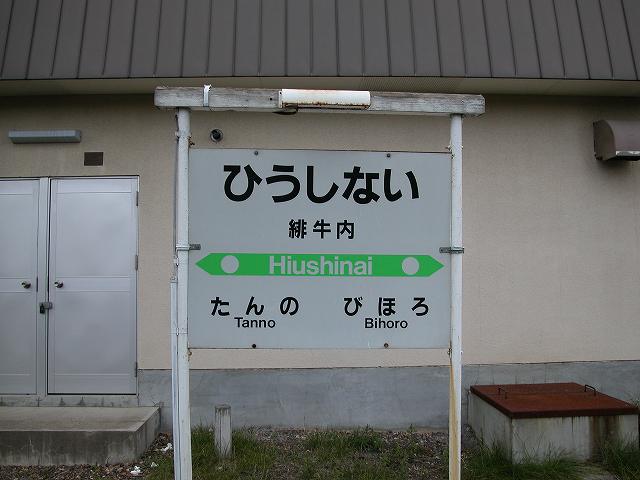 ひうしない
緋牛内
Hiushinai
たんの びほろ
Tanno Bihoro